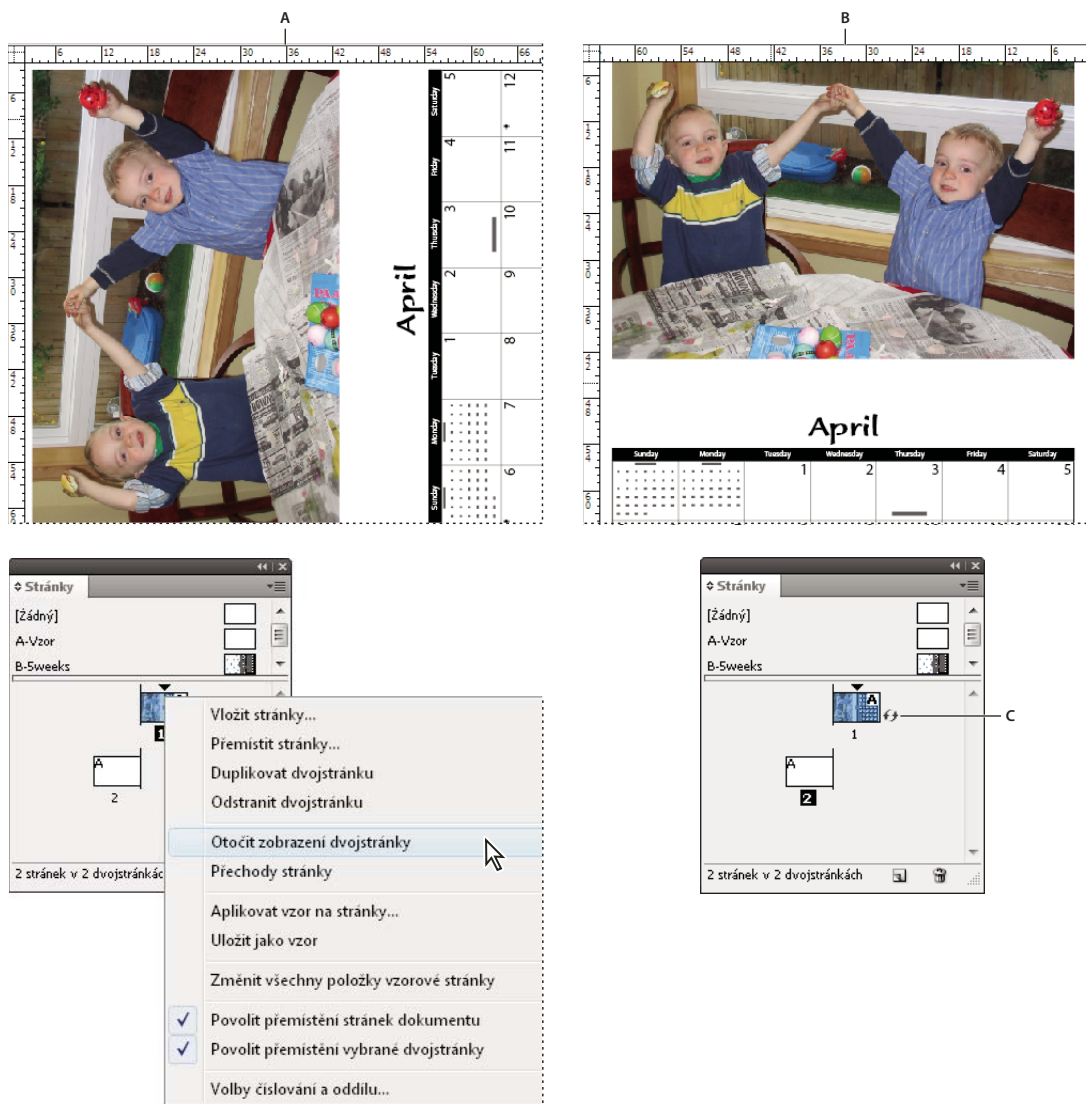 A
B
6 12 18 24 30 36 42 48 54 60 66
60 54 48 42 36 30 24 18 12 6
April
Saturday
Friday
Thursday
Wednesday
Tuesday
Monday
Sunday
5 4 3 2 1
12 11 10 9 8 7 6
April
Sunday Monday Tuesday Wednesday Thursday Friday Saturday
1 2 3 4 5
Stránky
[Žádný]
A-Vzor
B-5weeks
1
A
2
2 stránek v 2 dvojstránkác
Vložit stránky...
Přemístit stránky...
Duplikovat dvojstránku
Odstranit dvojstránku
Otočit zobrazení dvojstránky
Přechody stránky
Aplikovat vzor na stránky...
Uložit jako vzor
Změnit všechny položky vzorové stránky
Povolit přemístění stránek dokumentu
Povolit přemístění vybrané dvojstránky
Volby číslování a oddílu...
Stránky
[Žádný]
A-Vzor
B-5weeks
A
C
1
A
2
2 stránek v 2 dvojstránkách